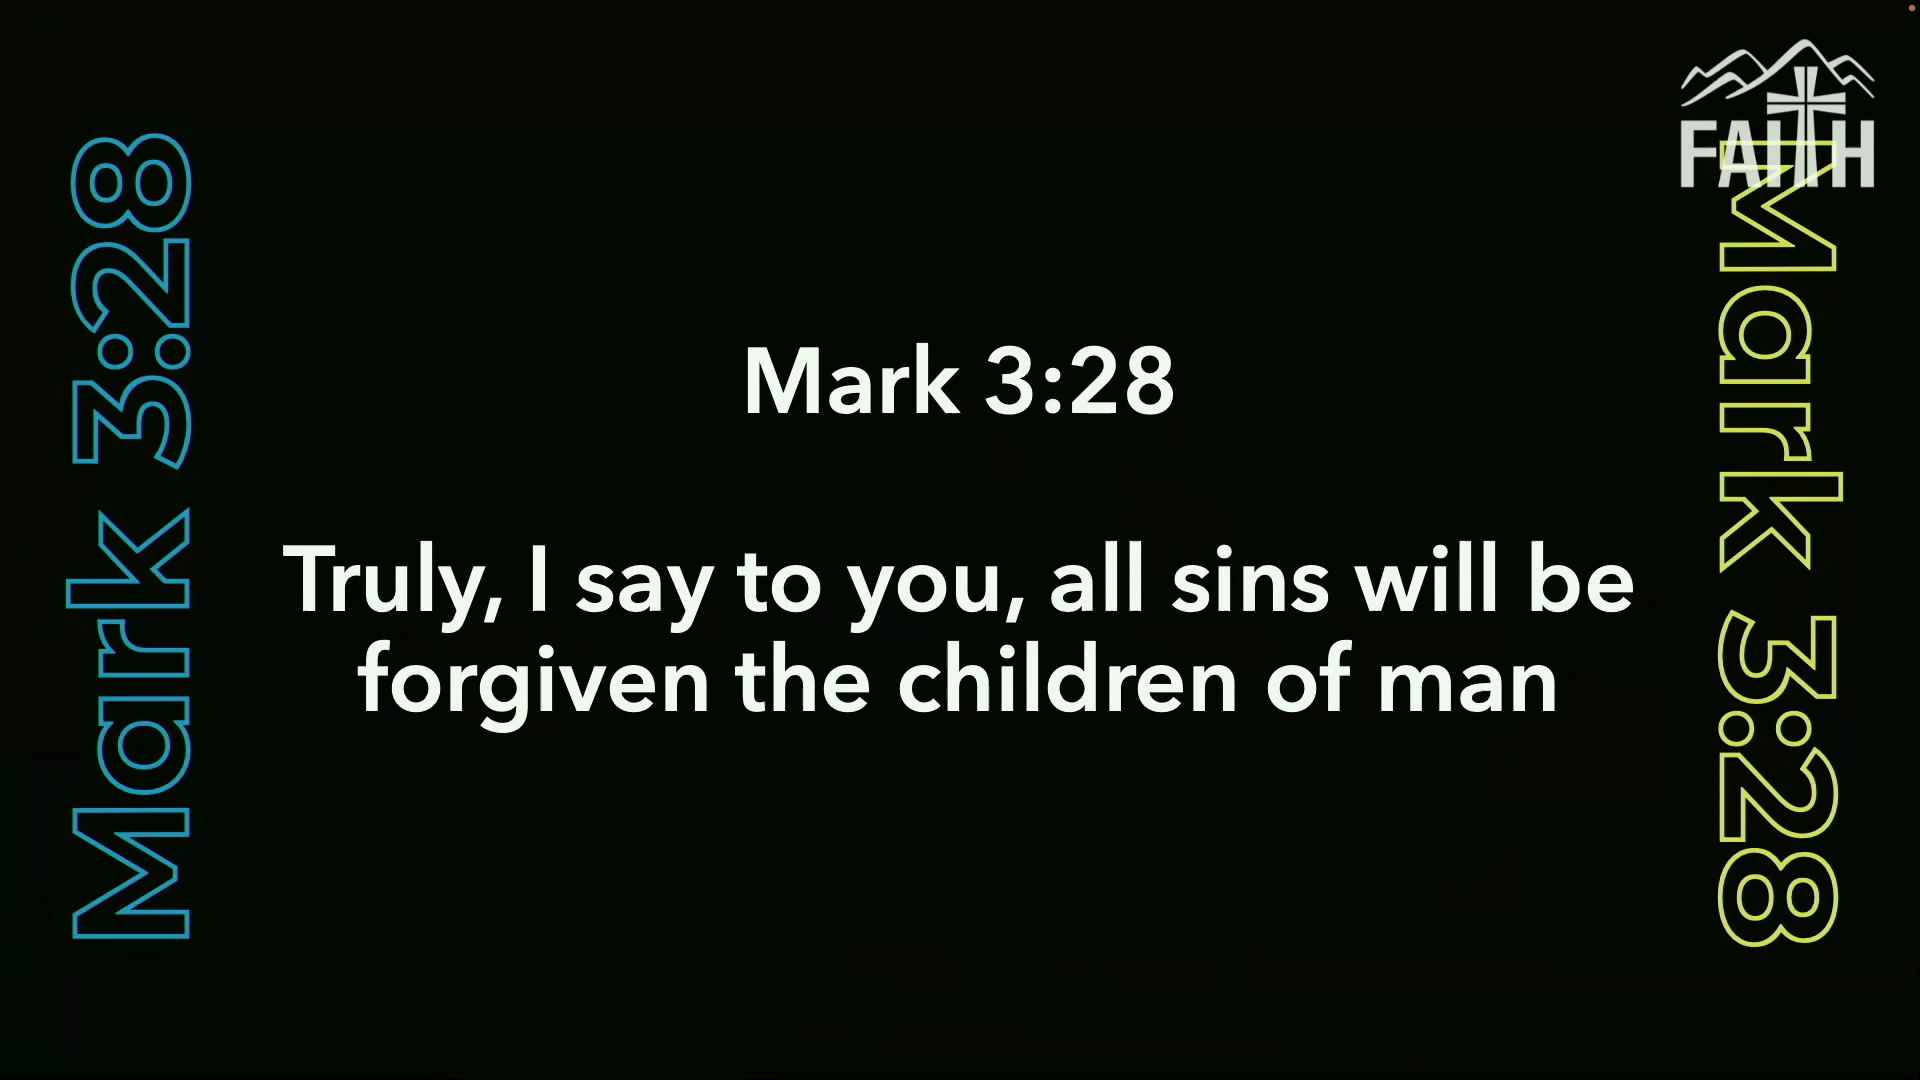 Mark 3:28
FAITH
Mark 3:28
Mark 3:28
Truly, I say to you, all sins will be
forgiven the children of man